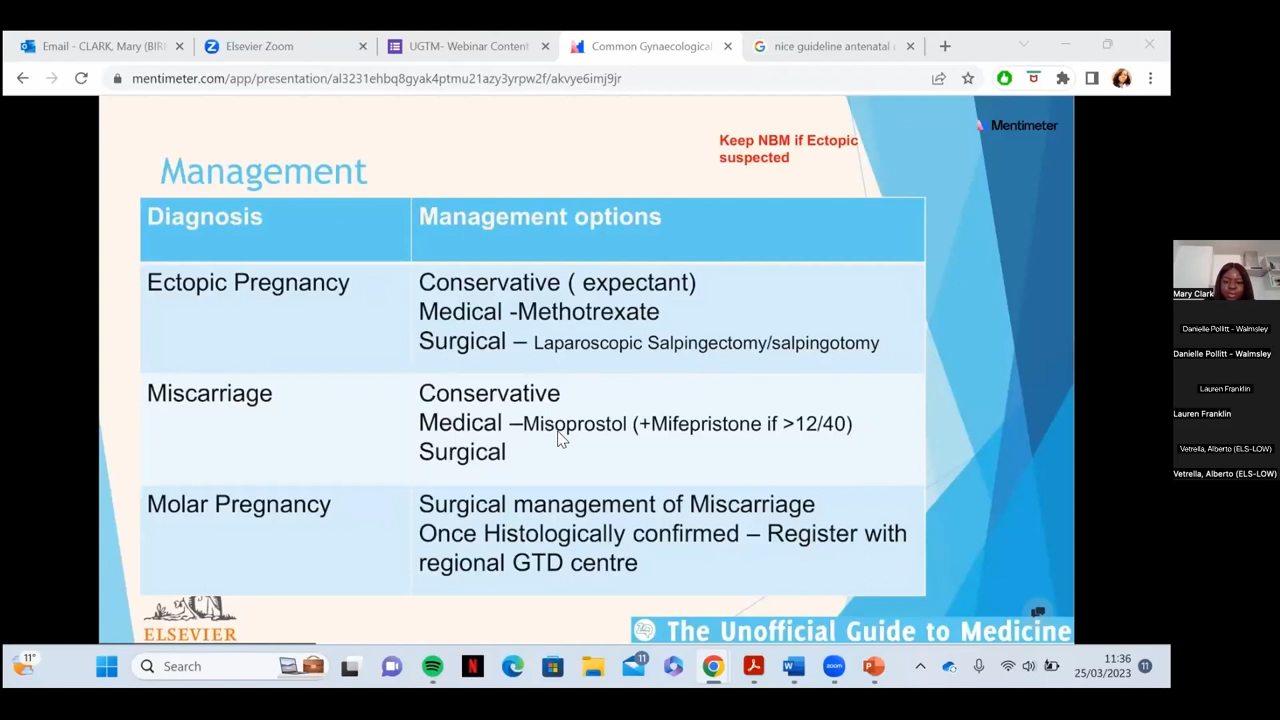 Email - CLARK, Mary (BIR
Elsevier Zoom
UGTM- Webinar Content
Common Gynaecological
nice guideline antenatal
mentimeter.com/app/presentation/al3231ehbq8gyak4ptmu21azy3yrpw2f/akvye6imj9jr
Mentimeter
Keep NBM if Ectopic
suspected
Management
Diagnosis
Management options
Ectopic Pregnancy
Conservative ( expectant)
Medical -Methotrexate
Surgical – Laparoscopic Salpingectomy/salpingotomy
Miscarriage
Conservative
Medical –Misoprostol (+Mifepristone if >12/40)
Surgical
Molar Pregnancy
Surgical management of Miscarriage
Once Histologically confirmed – Register with
regional GTD centre
ELSEVIER
The Unofficial Guide to Medicine
Mary Clark
Danielle Pollitt - Walmsley
Danielle Pollitt - Walmsley
Lauren Franklin
Lauren Franklin
Vetrella, Alberto (ELS-LOW)
Vetrella, Alberto (ELS-LOW)
11°
Search
11
11:36
25/03/2023
11